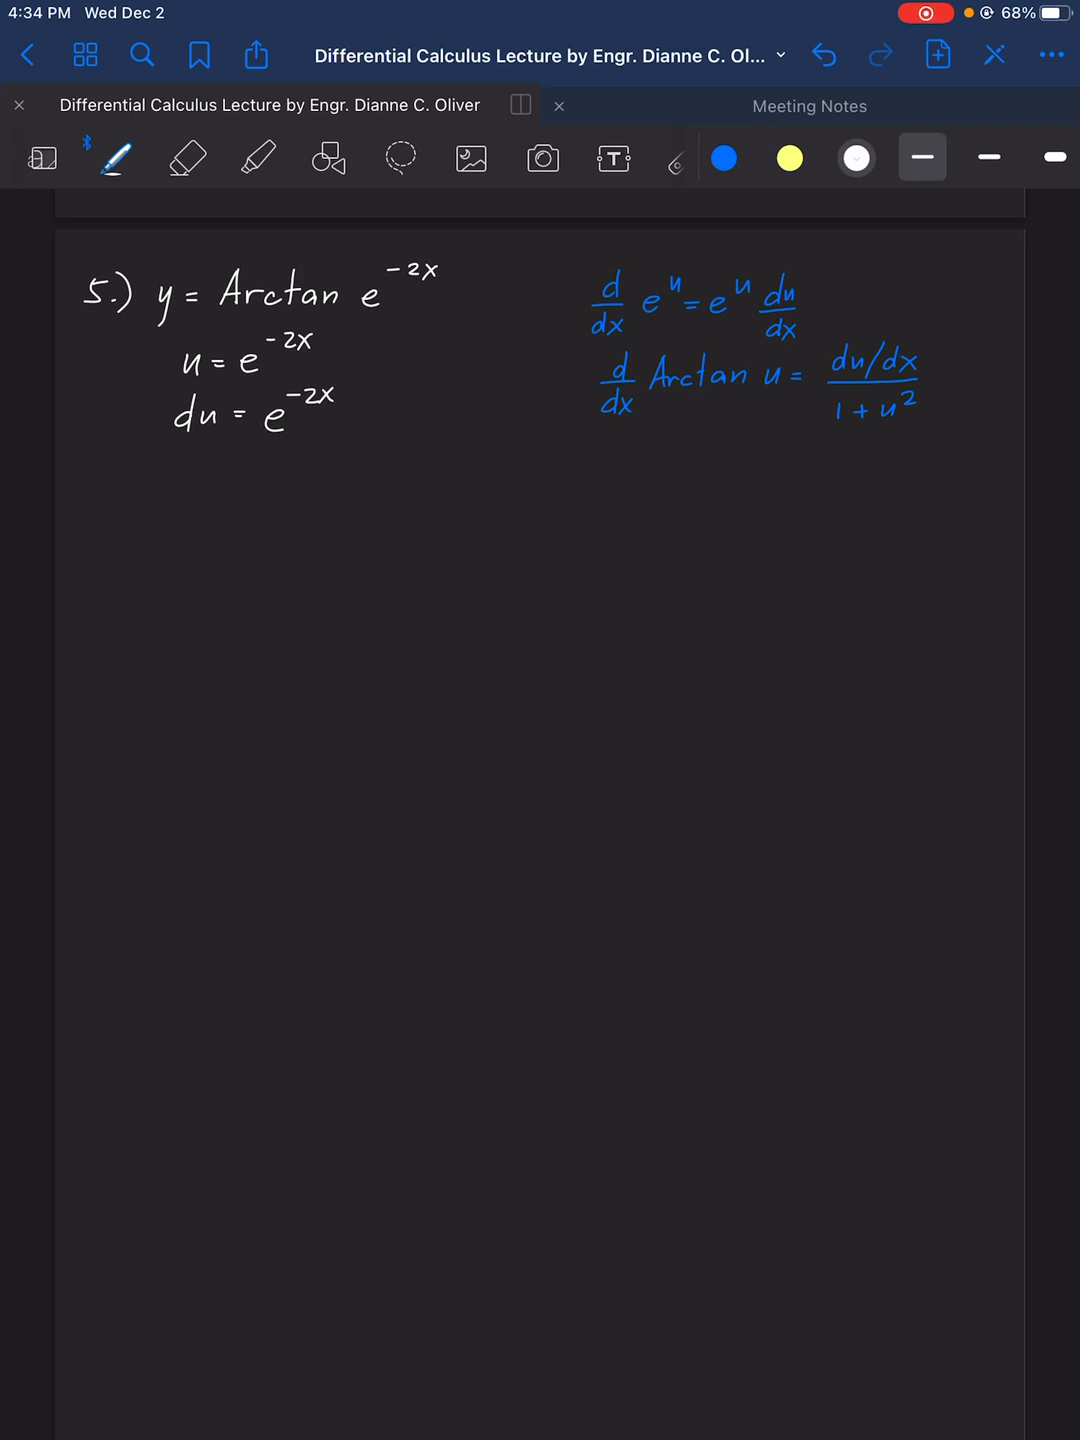 4:34 PM Wed Dec 2 68%
Differential Calculus Lecture by Engr. Dianne C. Ol...
Differential Calculus Lecture by Engr. Dianne C. Oliver
Meeting Notes
5.) y = Arctan e^{-2x}
u = e^{-2x}
du = e^{-2x}
d/dx e^u = e^u du/dx
d/dx Arctan u = (du/dx)/(1 + u^2)